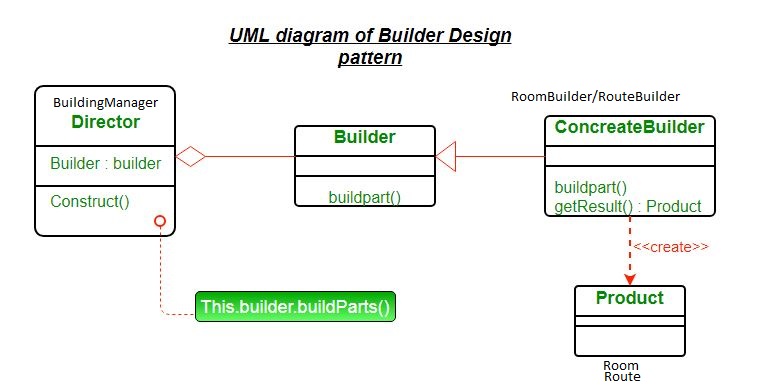 UML diagram of Builder Design
pattern
BuildingManager
Director
Builder : builder
Construct()
This.builder.buildParts()
Builder
buildpart()
RoomBuilder/RouteBuilder
ConcreateBuilder
buildpart()
getResult() : Product
<<create>>
Product
Room
Route